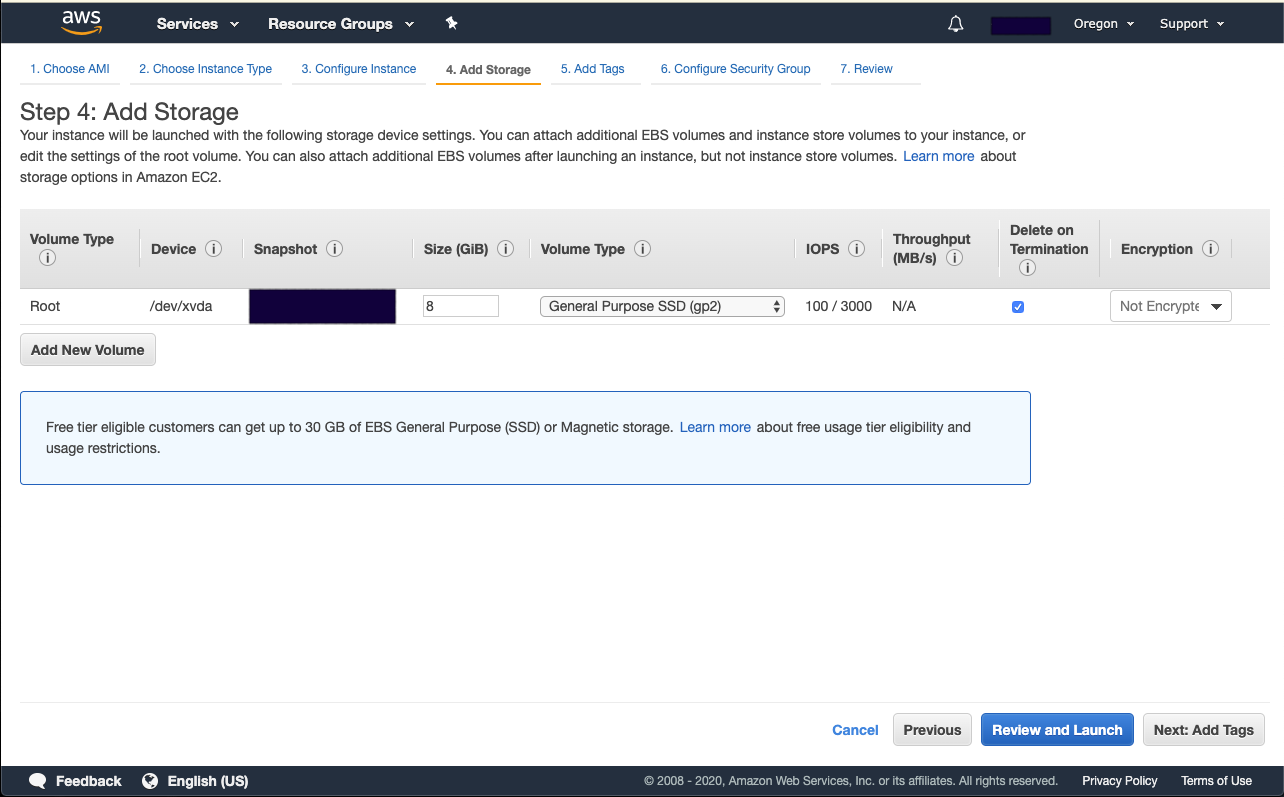 aws
Services
Resource Groups
Oregon
Support
1. Choose AMI
2. Choose Instance Type
3. Configure Instance
4. Add Storage
5. Add Tags
6. Configure Security Group
7. Review
Step 4: Add Storage
Your instance will be launched with the following storage device settings. You can attach additional EBS volumes and instance store volumes to your instance, or
edit the settings of the root volume. You can also attach additional EBS volumes after launching an instance, but not instance store volumes. Learn more about
storage options in Amazon EC2.
Volume Type i
Device i
Snapshot i
Size (GiB) i
Volume Type i
IOPS i
Throughput
(MB/s) i
Delete on
Termination
i
Encryption i
Root
/dev/xvda
8
General Purpose SSD (gp2)
100 / 3000
N/A
Not Encrypte
Add New Volume
Free tier eligible customers can get up to 30 GB of EBS General Purpose (SSD) or Magnetic storage. Learn more about free usage tier eligibility and
usage restrictions.
Cancel
Previous
Review and Launch
Next: Add Tags
Feedback
English (US)
© 2008 - 2020, Amazon Web Services, Inc. or its affiliates. All rights reserved.
Privacy Policy
Terms of Use